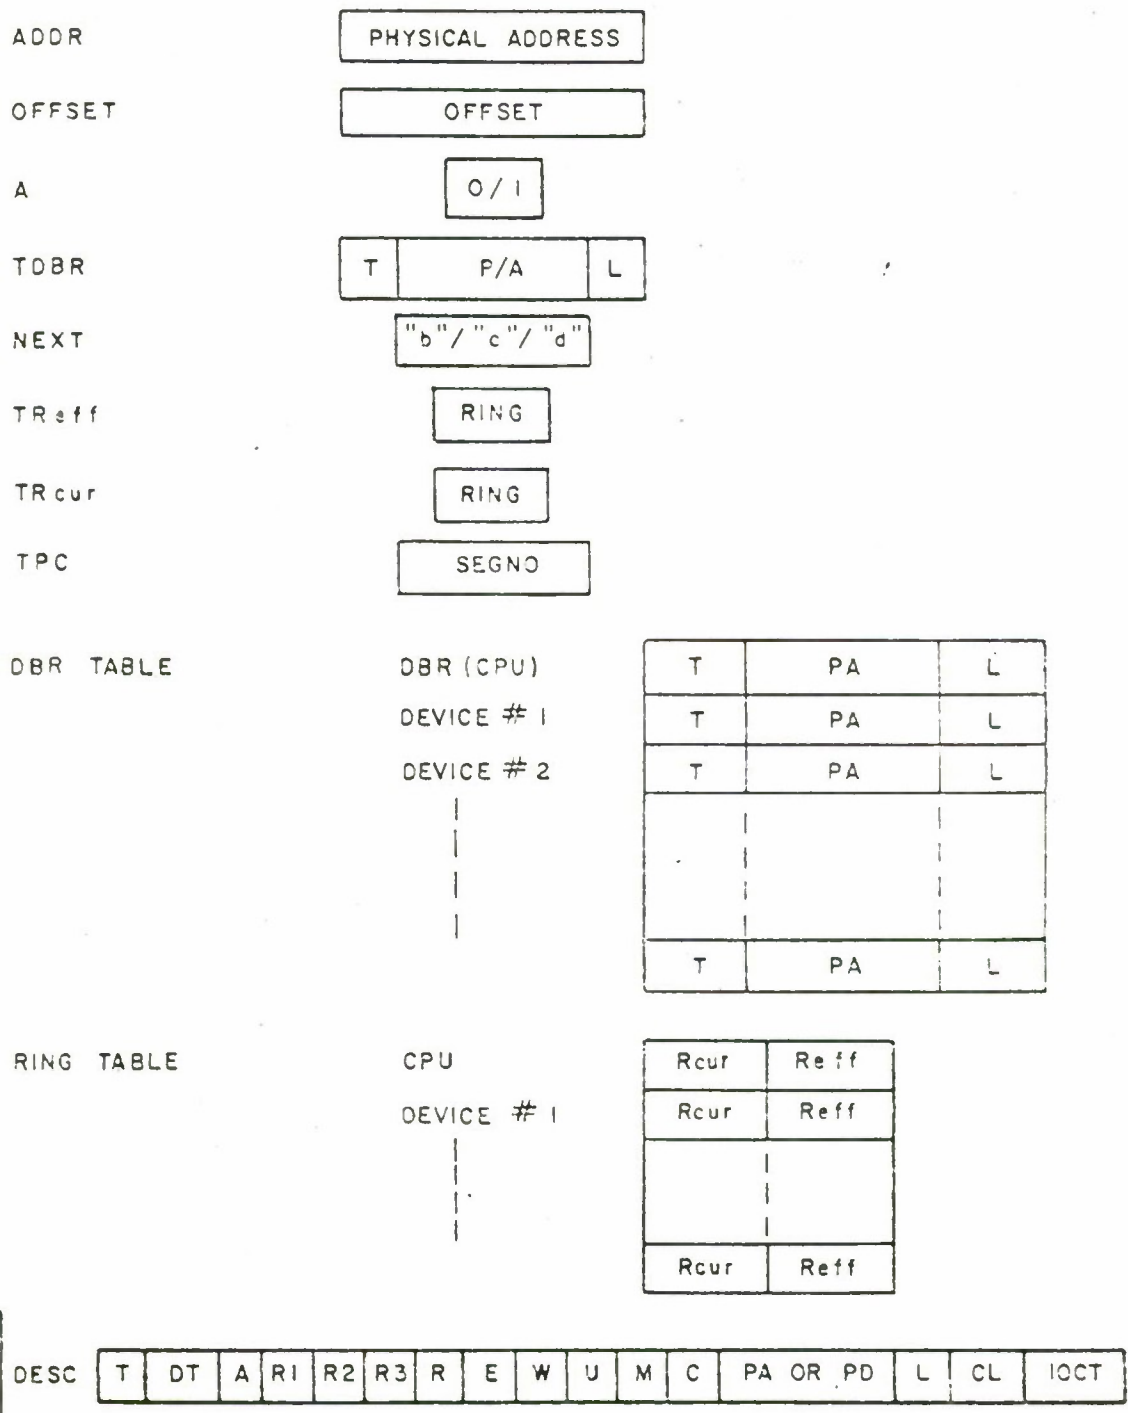 ADDR PHYSICAL ADDRESS
OFFSET OFFSET
A 0/1
TDBR T P/A L
NEXT "b"/"c"/"d"
TReff RING
TRcur RING
TPC SEGNO
DBR TABLE DBR (CPU) T PA L
DEVICE # 1 T PA L
DEVICE # 2 T PA L
T PA L
RING TABLE CPU Rcur Reff
DEVICE # 1 Rcur Reff
Rcur Reff
DESC T DT A R1 R2 R3 R E W U M C PA OR PD L CL IOCT